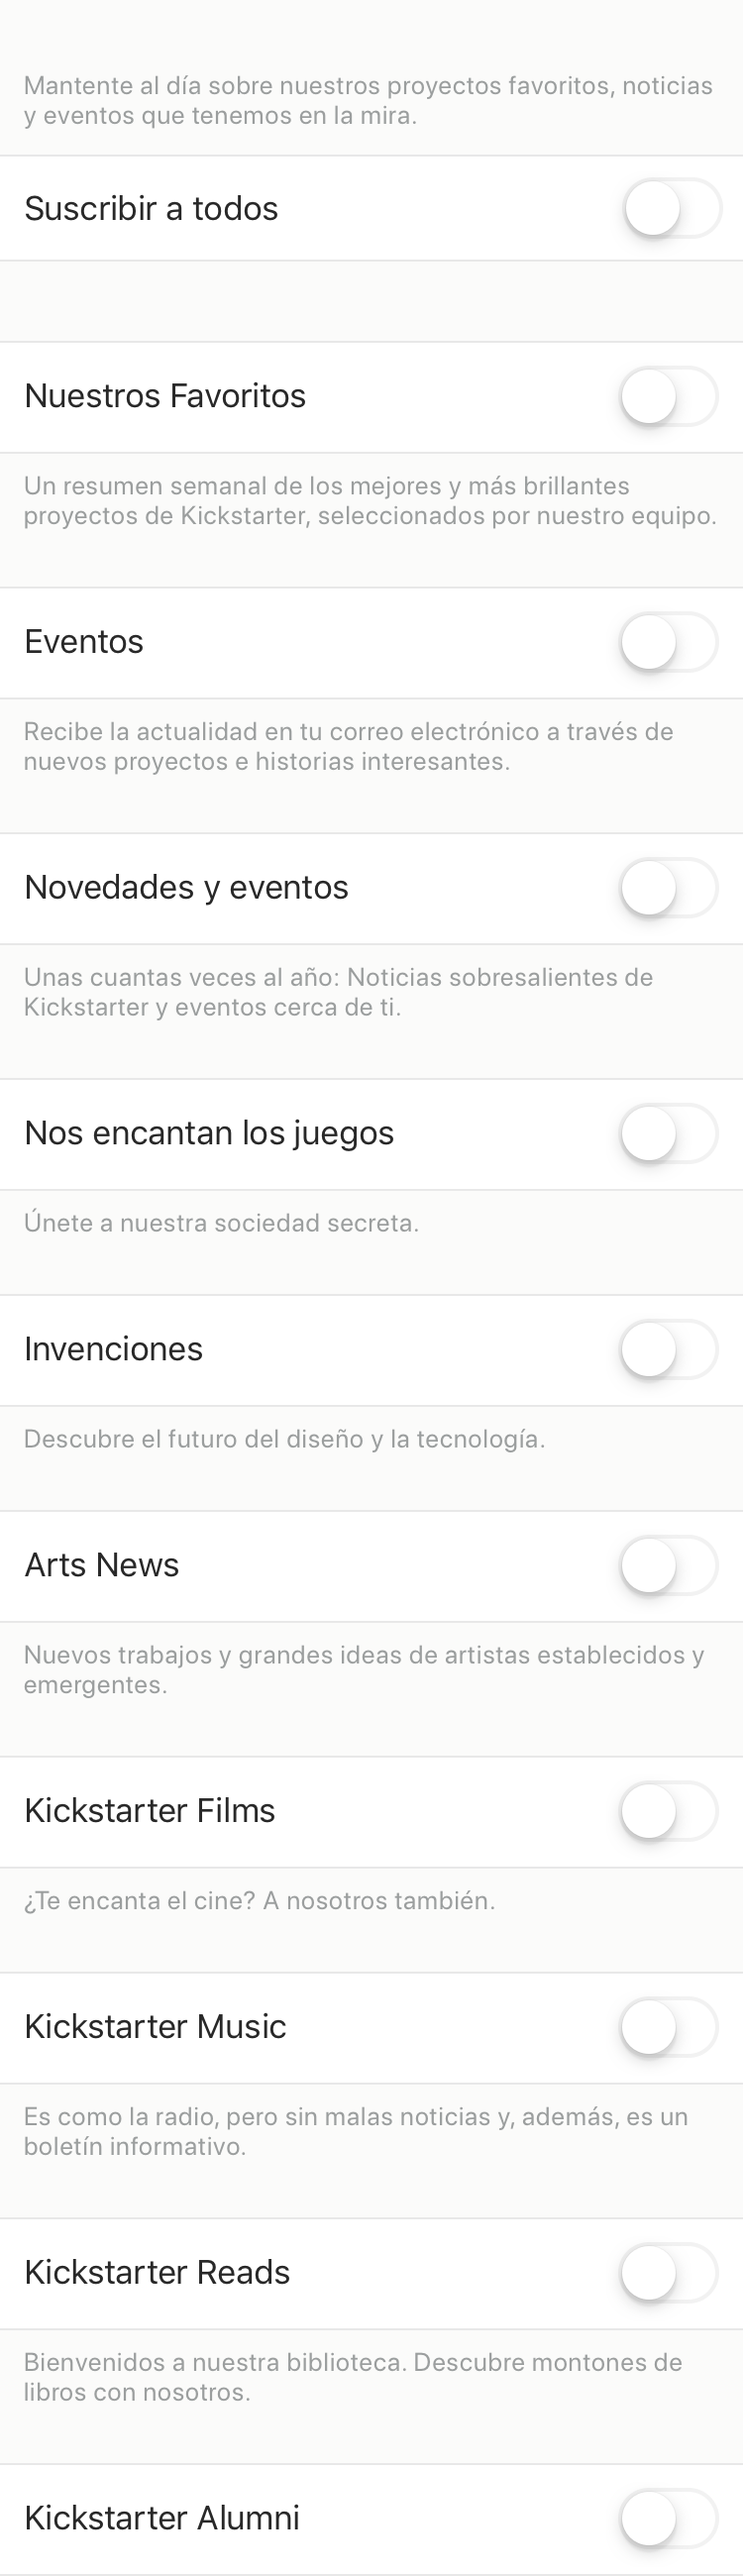 Mantente al día sobre nuestros proyectos favoritos, noticias
y eventos que tenemos en la mira.
Suscribir a todos
Nuestros Favoritos
Un resumen semanal de los mejores y más brillantes
proyectos de Kickstarter, seleccionados por nuestro equipo.
Eventos
Recibe la actualidad en tu correo electrónico a través de
nuevos proyectos e historias interesantes.
Novedades y eventos
Unas cuantas veces al año: Noticias sobresalientes de
Kickstarter y eventos cerca de ti.
Nos encantan los juegos
Únete a nuestra sociedad secreta.
Invenciones
Descubre el futuro del diseño y la tecnología.
Arts News
Nuevos trabajos y grandes ideas de artistas establecidos y
emergentes.
Kickstarter Films
¿Te encanta el cine? A nosotros también.
Kickstarter Music
Es como la radio, pero sin malas noticias y, además, es un
boletín informativo.
Kickstarter Reads
Bienvenidos a nuestra biblioteca. Descubre montones de
libros con nosotros.
Kickstarter Alumni